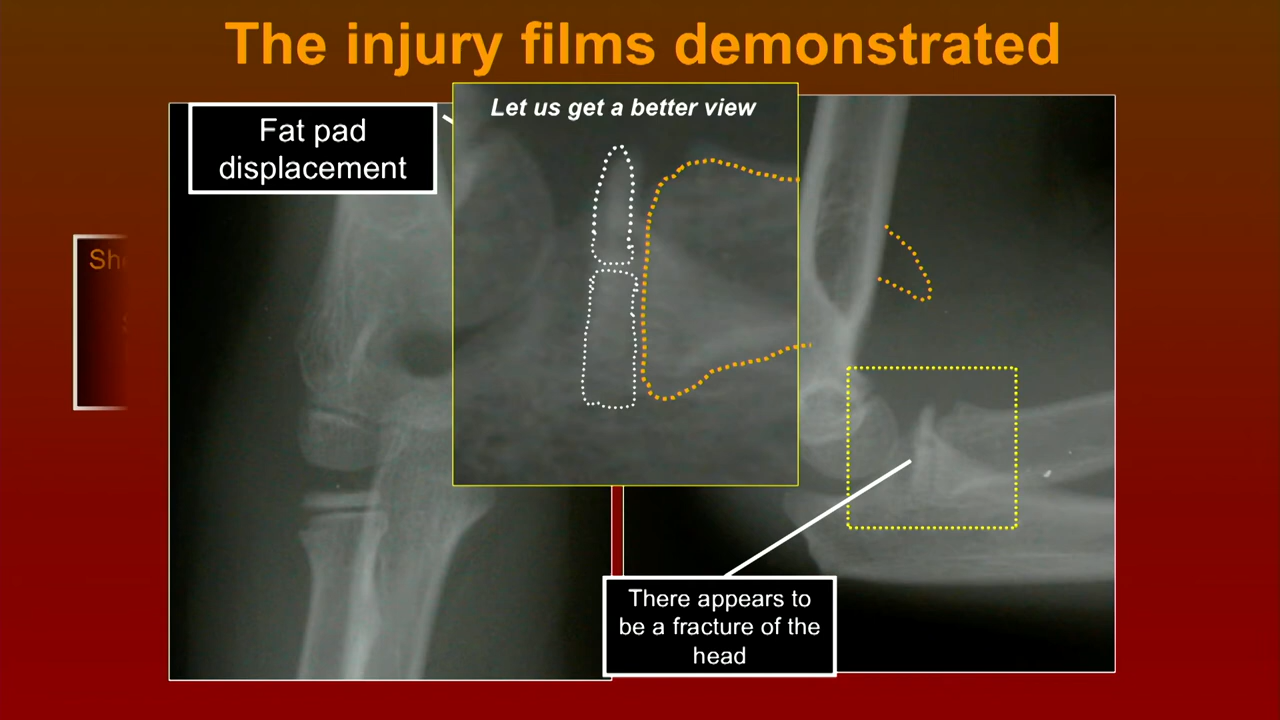 The injury films demonstrated
Let us get a better view
Fat pad
displacement
There appears to
be a fracture of the
head